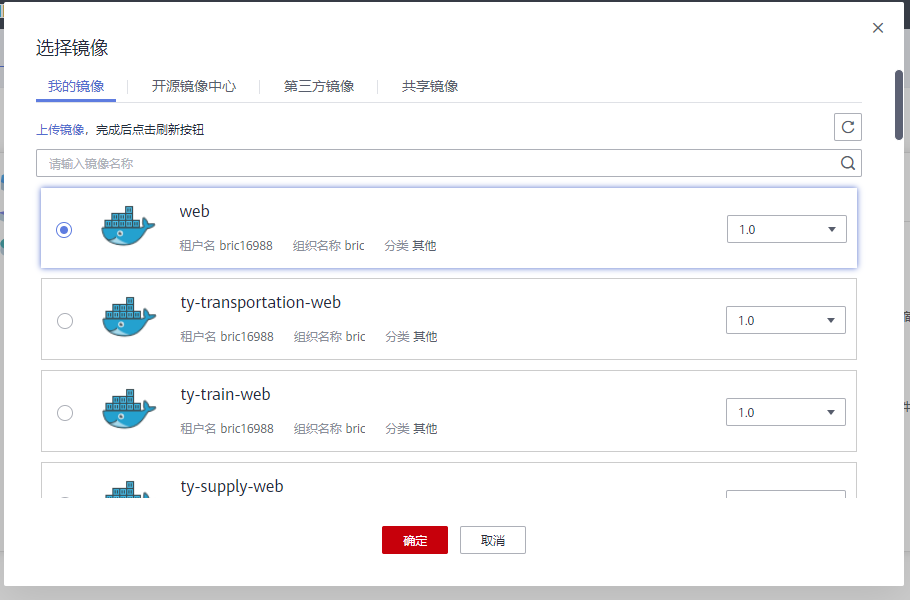 选择镜像
我的镜像 开源镜像中心 第三方镜像 共享镜像
上传镜像，完成后点击刷新按钮
请输入镜像名称
web
租户名 bric16988 组织名称 bric 分类 其他
1.0
ty-transportation-web
租户名 bric16988 组织名称 bric 分类 其他
1.0
ty-train-web
租户名 bric16988 组织名称 bric 分类 其他
1.0
ty-supply-web
确定 取消